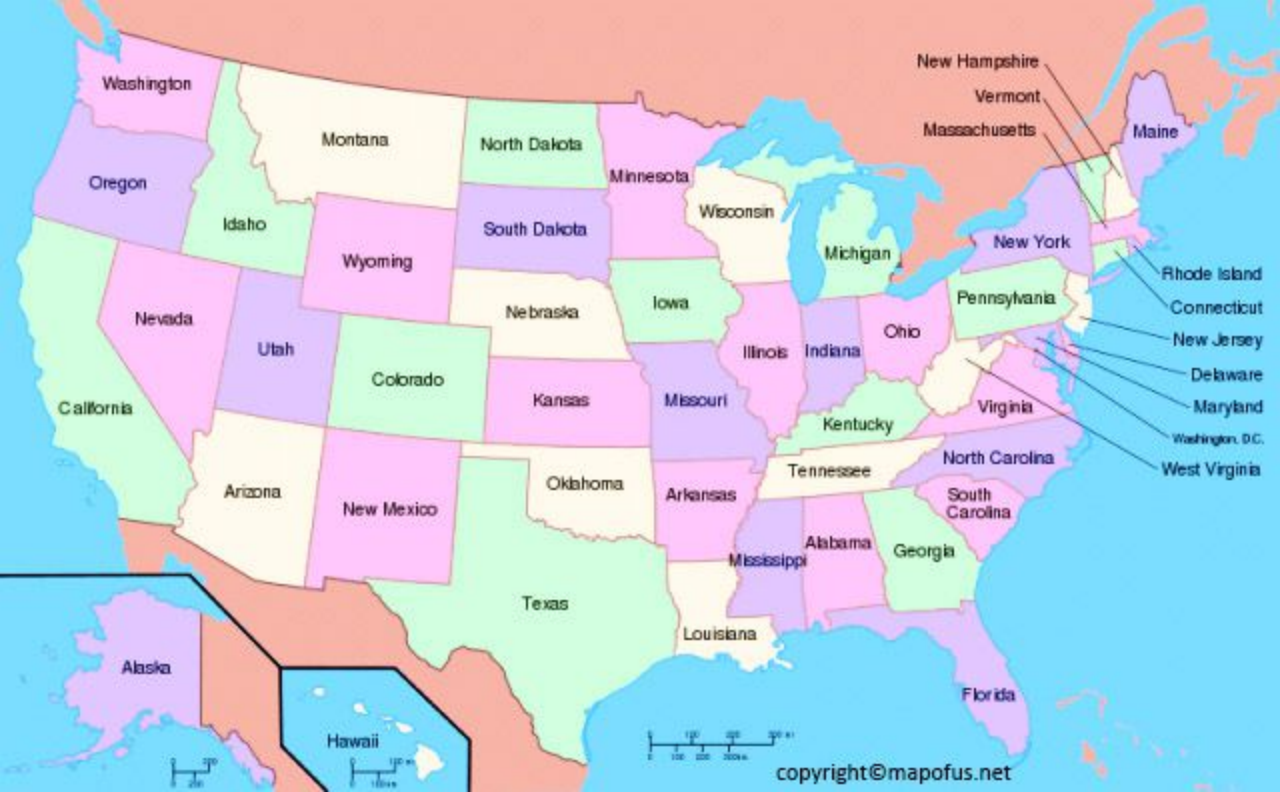 New Hampshire
Washington
Vermont
Massachusetts
Maine
Montana
North Dakota
Minnesota
Oregon
Wisconsin
Idaho
South Dakota
New York
Wyoming
Michigan
Rhode Island
Pennsylvania
Iowa
Connecticut
Nebraska
Nevada
Ohio
New Jersey
Utah
Illinois
Indiana
Delaware
Colorado
Kansas
Missouri
California
Virginia
Maryland
Kentucky
Washington, D.C.
North Carolina
West Virginia
Tennessee
Oklahoma
Arizona
Arkansas
South
Carolina
New Mexico
Alabama
Georgia
Mississippi
Texas
Louisiana
Alaska
Florida
Hawaii
copyright©mapofus.net